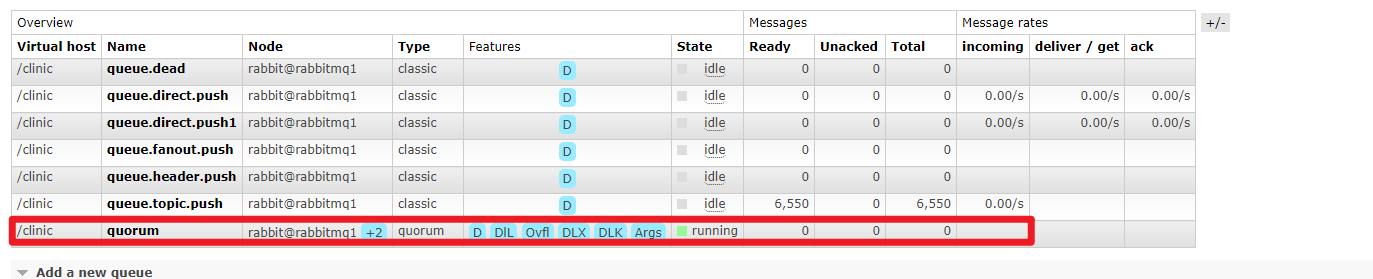 Overview Messages Message rates +/-
Virtual host Name Node Type Features State Ready Unacked Total incoming deliver / get ack
/clinic queue.dead rabbit@rabbitmq1 classic D idle 0 0 0
/clinic queue.direct.push rabbit@rabbitmq1 classic D idle 0 0 0 0.00/s 0.00/s 0.00/s
/clinic queue.direct.push1 rabbit@rabbitmq1 classic D idle 0 0 0 0.00/s 0.00/s 0.00/s
/clinic queue.fanout.push rabbit@rabbitmq1 classic D idle 0 0 0
/clinic queue.header.push rabbit@rabbitmq1 classic D idle 0 0 0
/clinic queue.topic.push rabbit@rabbitmq1 classic D idle 6,550 0 6,550 0.00/s
/clinic quorum rabbit@rabbitmq1 +2 quorum D DlL Ovfl DLX DLK Args running 0 0 0
Add a new queue